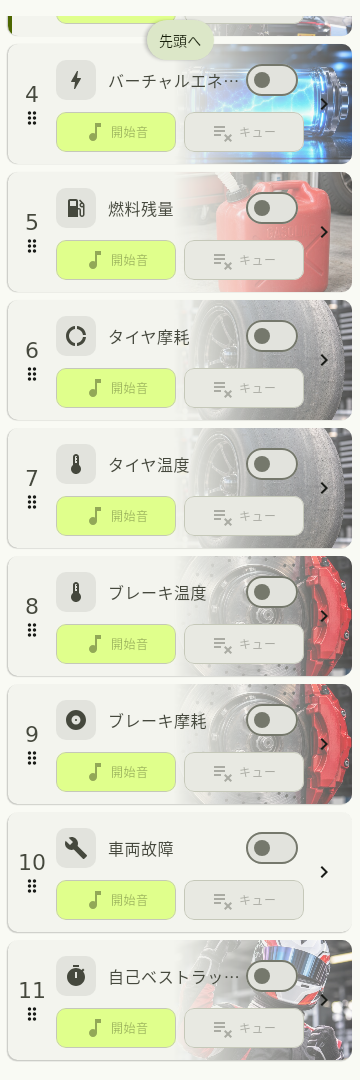 先頭へ
4
バーチャルエネ…
開始音
キュー
5
燃料残量
開始音
キュー
6
タイヤ摩耗
開始音
キュー
7
タイヤ温度
開始音
キュー
8
ブレーキ温度
開始音
キュー
9
ブレーキ摩耗
開始音
キュー
10
車両故障
開始音
キュー
11
自己ベストラッ…
開始音
キュー